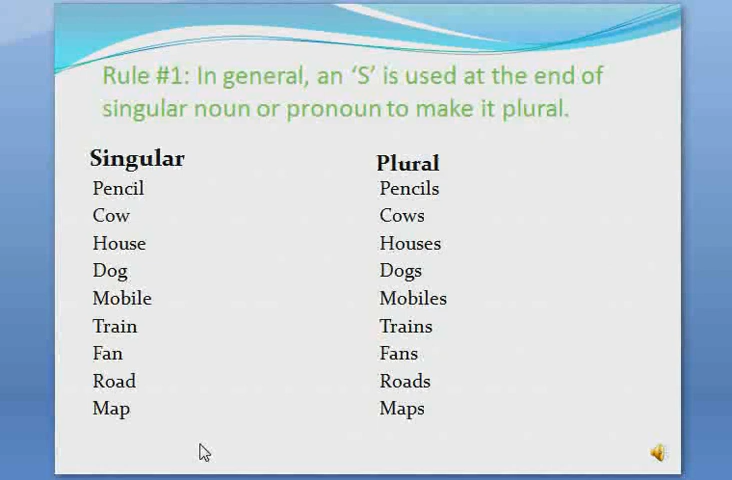 Rule #1: In general, an ‘S’ is used at the end of
singular noun or pronoun to make it plural.
Singular Plural
Pencil Pencils
Cow Cows
House Houses
Dog Dogs
Mobile Mobiles
Train Trains
Fan Fans
Road Roads
Map Maps